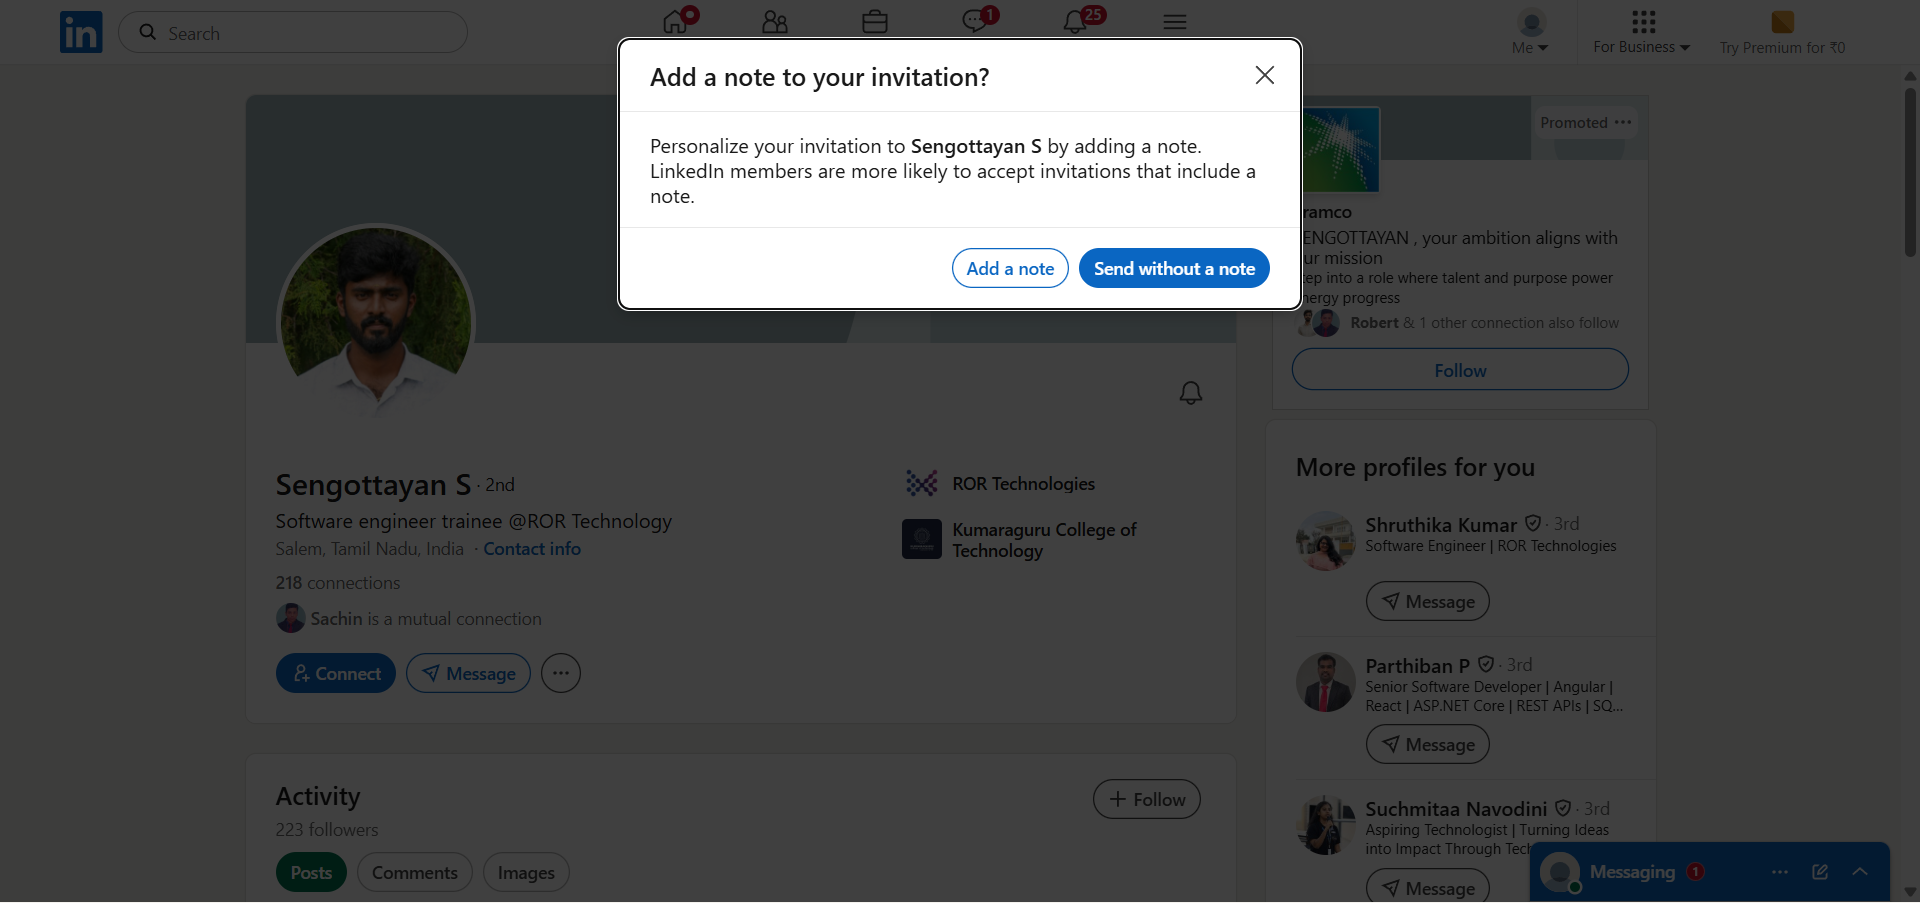 in
Search
1
25
Me
For Business
Try Premium for ₹0
Add a note to your invitation?
Personalize your invitation to Sengottayan S by adding a note.
LinkedIn members are more likely to accept invitations that include a
note.
Add a note
Send without a note
Promoted
ramco
ENGOTTAYAN , your ambition aligns with
ur mission
tep into a role where talent and purpose power
nergy progress
Robert & 1 other connection also follow
Follow
Sengottayan S · 2nd
Software engineer trainee @ROR Technology
Salem, Tamil Nadu, India · Contact info
218 connections
Sachin is a mutual connection
Connect
Message
ROR Technologies
Kumaraguru College of
Technology
More profiles for you
Shruthika Kumar · 3rd
Software Engineer | ROR Technologies
Message
Parthiban P · 3rd
Senior Software Developer | Angular |
React | ASP.NET Core | REST APIs | SQ...
Message
Suchmitaa Navodini · 3rd
Aspiring Technologist | Turning Ideas
into Impact Through Tec
Message
Activity
223 followers
Follow
Posts
Comments
Images
Messaging
1